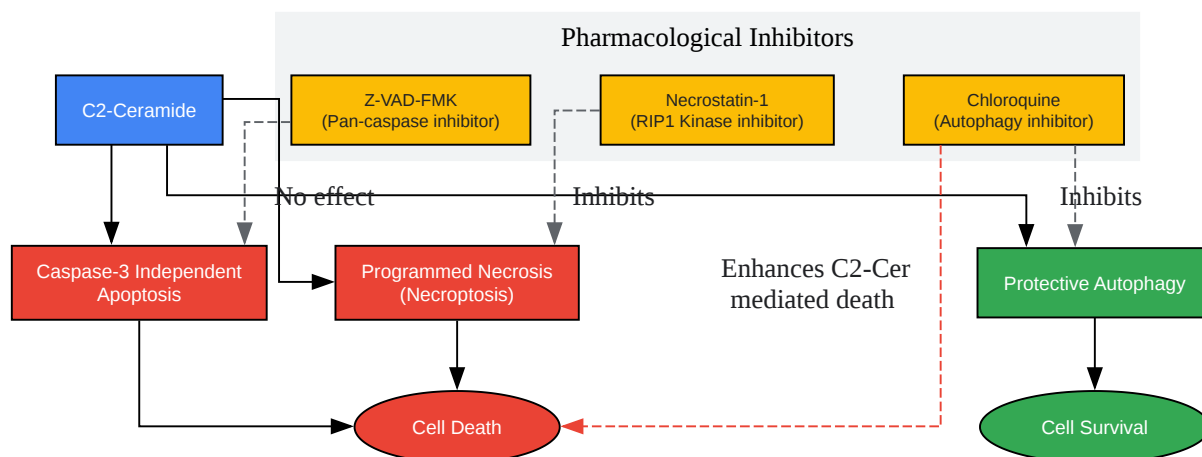 Pharmacological Inhibitors
C2-Ceramide
Z-VAD-FMK
(Pan-caspase inhibitor)
Necrostatin-1
(RIP1 Kinase inhibitor)
Chloroquine
(Autophagy inhibitor)
No effect
Inhibits
Inhibits
Caspase-3 Independent
Apoptosis
Programmed Necrosis
(Necroptosis)
Enhances C2-Cer
mediated death
Protective Autophagy
Cell Death
Cell Survival